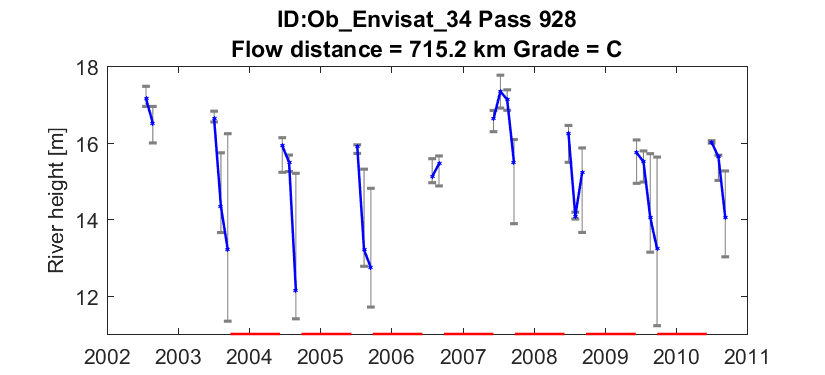 ID:Ob_Envisat_34 Pass 928
Flow distance = 715.2 km Grade = C
River height [m]
18
16
14
12
2002 2003 2004 2005 2006 2007 2008 2009 2010 2011